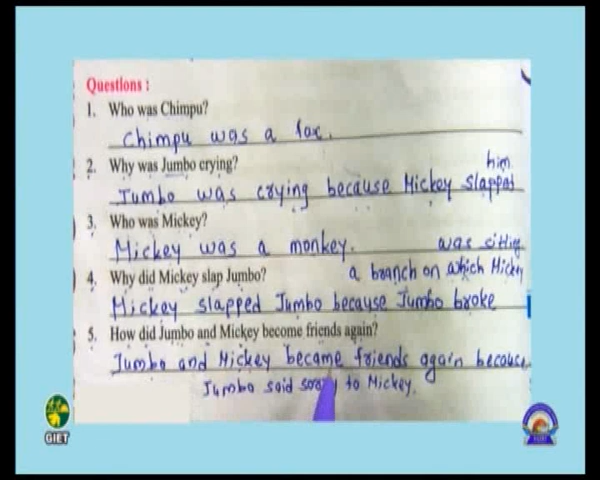 Questions :
1. Who was Chimpu?
Chimpu was a fox.
2. Why was Jumbo crying?
him
Jumbo was crying because Mickey slapped
3. Who was Mickey?
Mickey was a monkey. was sitting
4. Why did Mickey slap Jumbo? a branch on which Mickey
Mickey slapped Jumbo because Jumbo broke
5. How did Jumbo and Mickey become friends again?
Jumbo and Mickey became friends again because
Jumbo said sorry to Mickey.
GIET